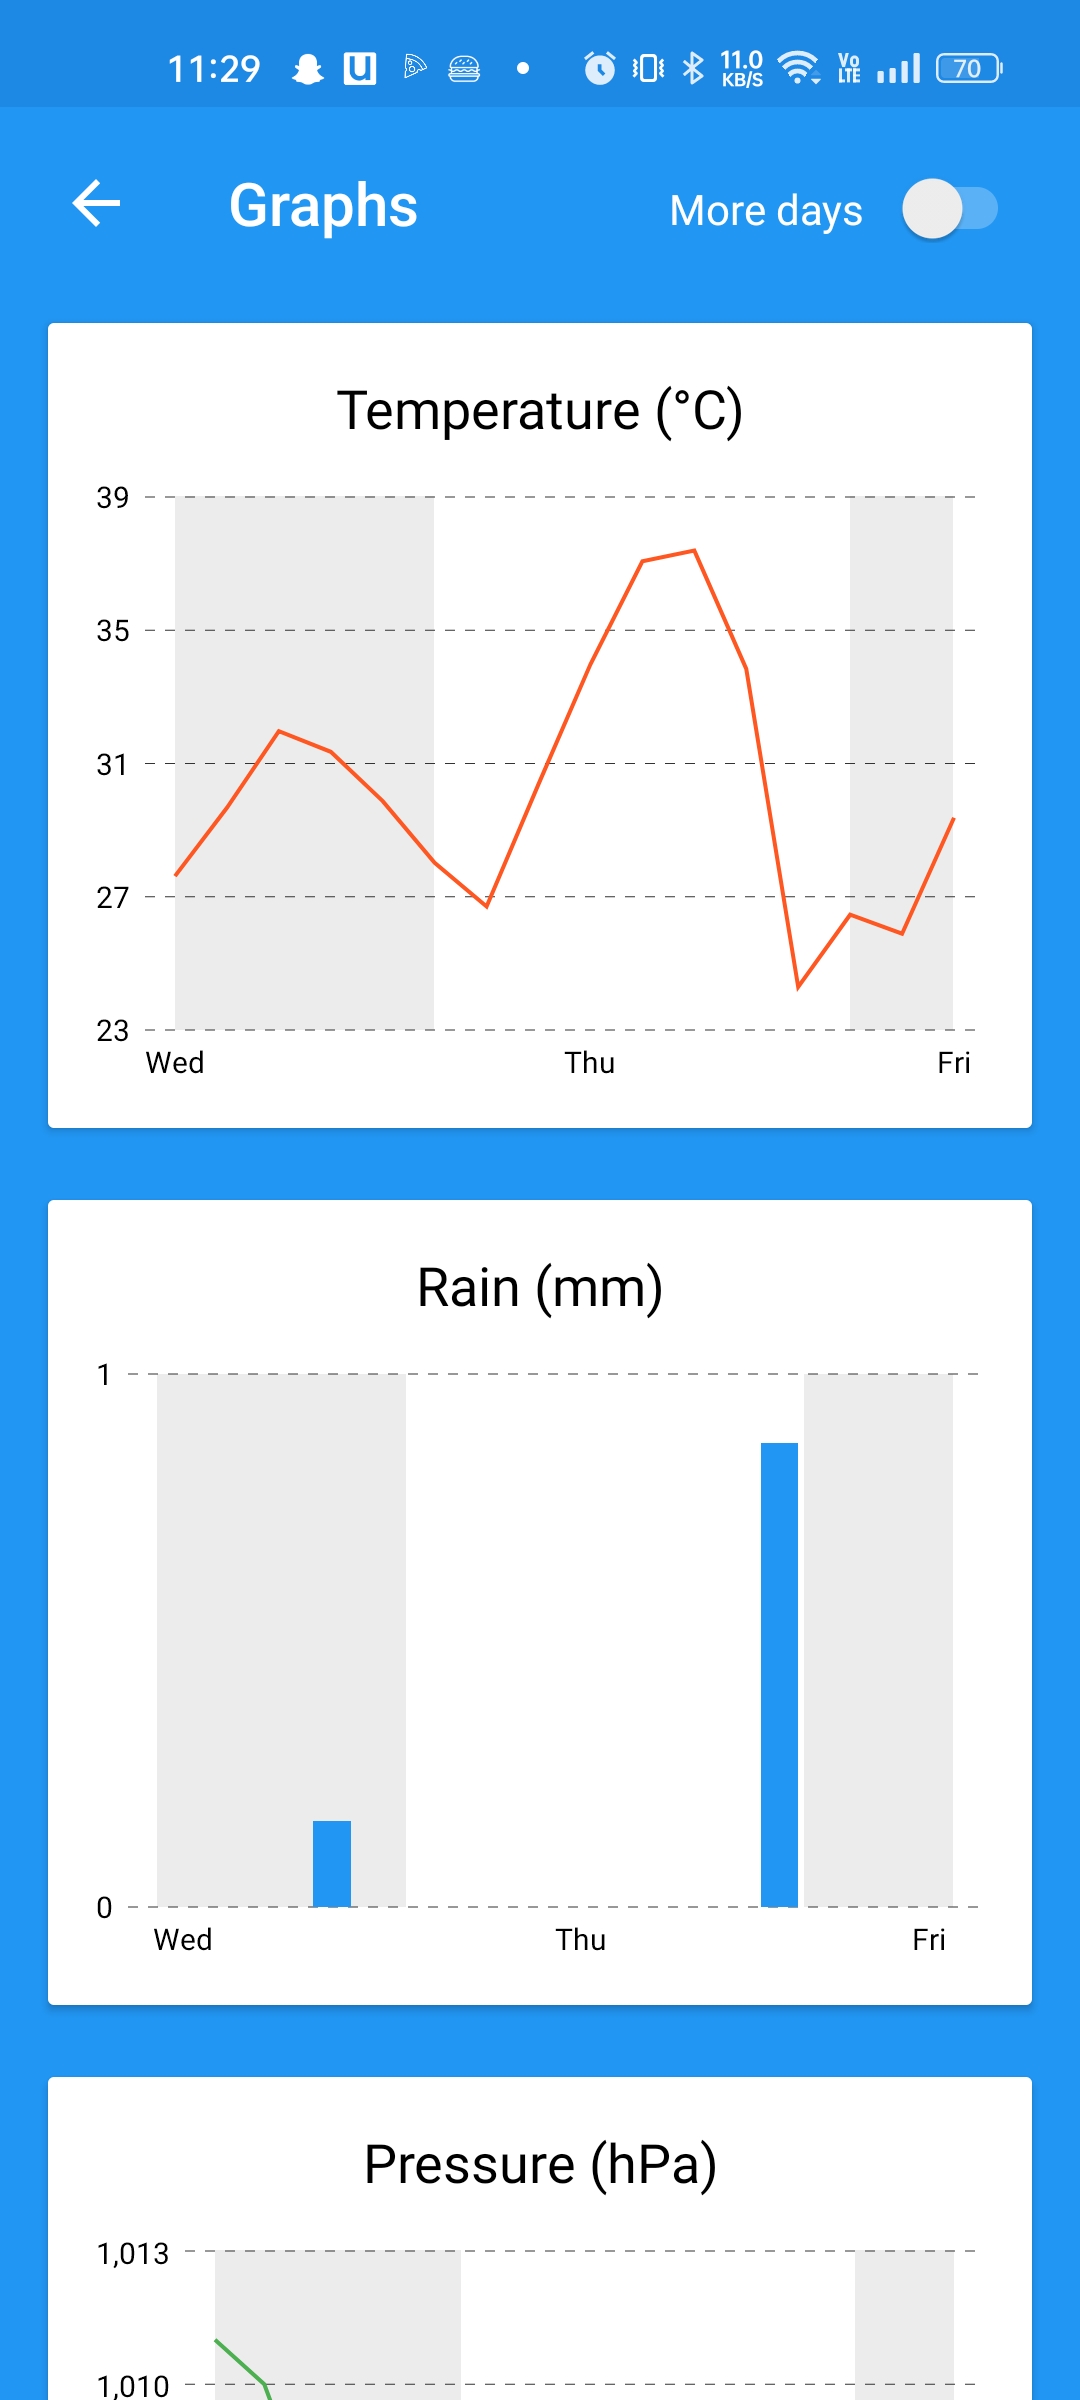 11:29 U 11.0 KB/S Vo LTE 70
Graphs More days
Temperature (°C)
39
35
31
27
23
Wed Thu Fri
Rain (mm)
1
0
Wed Thu Fri
Pressure (hPa)
1,013
1,010